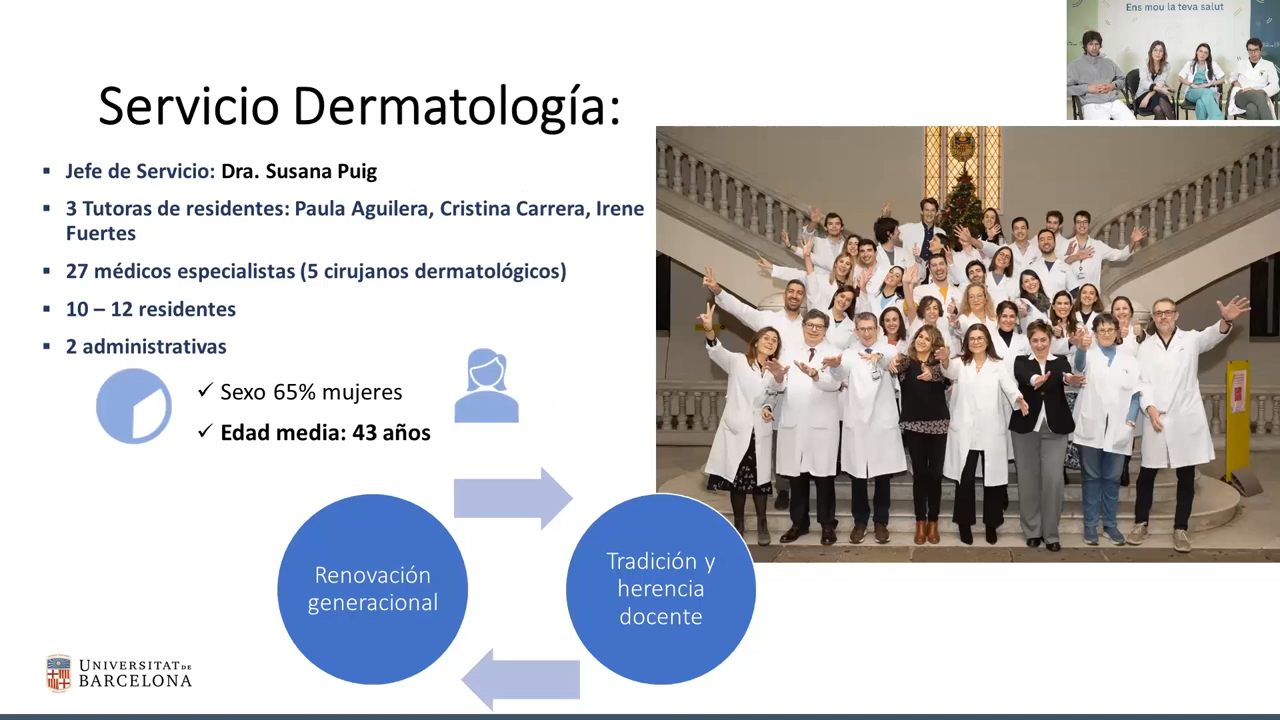 Ens mou la teva salut
Servicio Dermatología:
▪ Jefe de Servicio: Dra. Susana Puig
▪ 3 Tutoras de residentes: Paula Aguilera, Cristina Carrera, Irene
Fuertes
▪ 27 médicos especialistas (5 cirujanos dermatológicos)
▪ 10 – 12 residentes
▪ 2 administrativas
✓ Sexo 65% mujeres
✓ Edad media: 43 años
Renovación
generacional
Tradición y
herencia
docente
UNIVERSITAT DE
BARCELONA